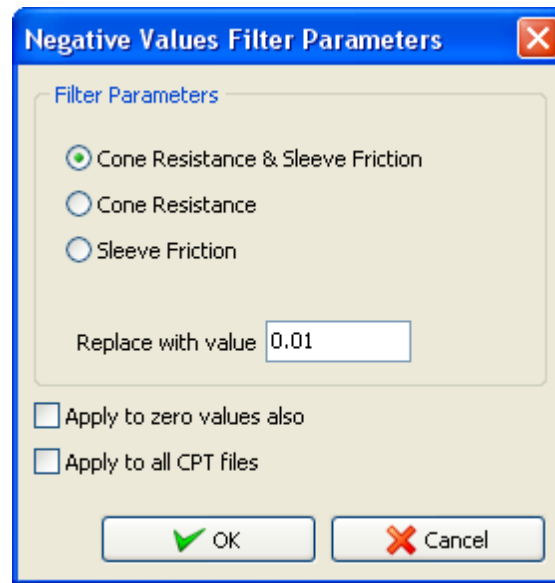 Negative Values Filter Parameters
Filter Parameters
Cone Resistance & Sleeve Friction
Cone Resistance
Sleeve Friction
Replace with value 0.01
Apply to zero values also
Apply to all CPT files
OK Cancel